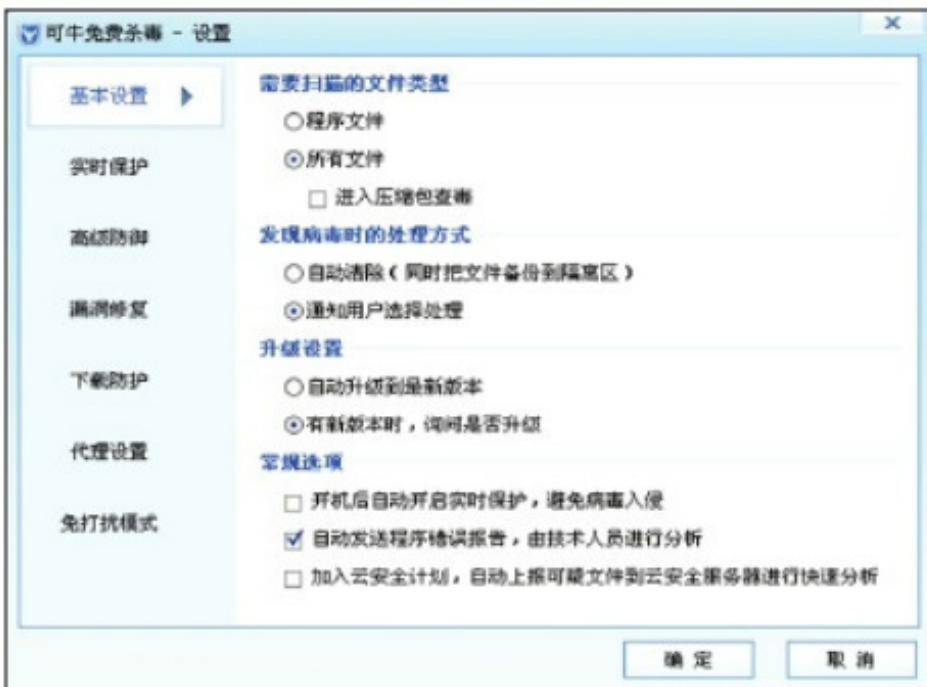 可牛免费杀毒 - 设置
基本设置
实时保护
高级防御
漏洞修复
下载防护
代理设置
免打扰模式
需要扫描的文件类型
程序文件
所有文件
进入压缩包查毒
发现病毒时的处理方式
自动清除(同时把文件备份到隔离区)
通知用户选择处理
升级设置
自动升级到最新版本
有新版本时，询问是否升级
常规选项
开机后自动开启实时保护，避免病毒入侵
自动发送程序错误报告，由技术人员进行分析
加入云安全计划，自动上报可疑文件到云安全服务器进行快速分析
确定
取消